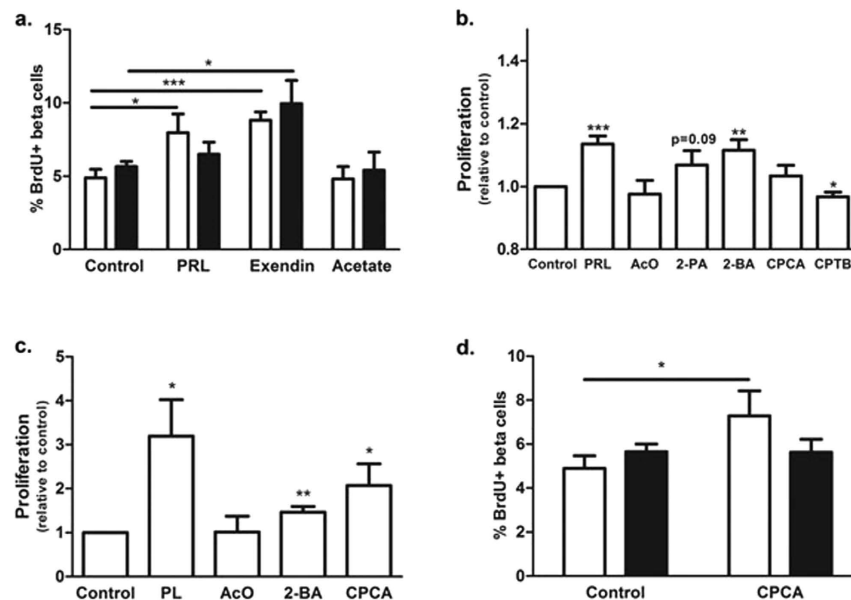 a.
% BrdU+ beta cells
15
10
5
0
*
***
*
Control PRL Exendin Acetate
b.
Proliferation
(relative to control)
1.4
1.2
1.0
0.8
***
p=0.09
**
*
Control PRL AcO 2-PA 2-BA CPCA CPTB
c.
Proliferation
(relative to control)
5
4
3
2
1
0
*
**
*
Control PL AcO 2-BA CPCA
d.
% BrdU+ beta cells
10
8
6
4
2
0
*
Control CPCA